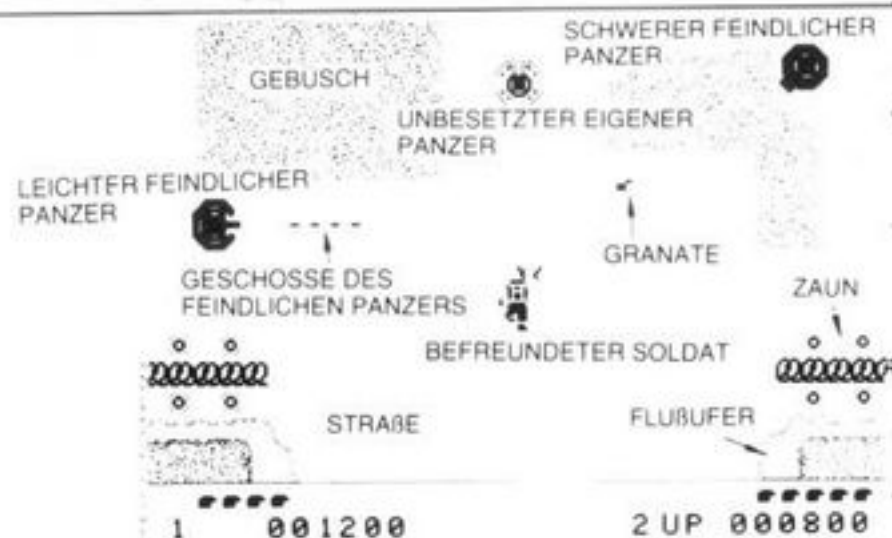 SCHWERER FEINDLICHER
PANZER
GEBUSCH
UNBESETZTER EIGENER
PANZER
LEICHTER FEINDLICHER
PANZER
GRANATE
GESCHOSSE DES
FEINDLICHEN PANZERS
ZAUN
BEFREUNDETER SOLDAT
STRAßE
FLUßUFER
1 001200
2 UP 000800